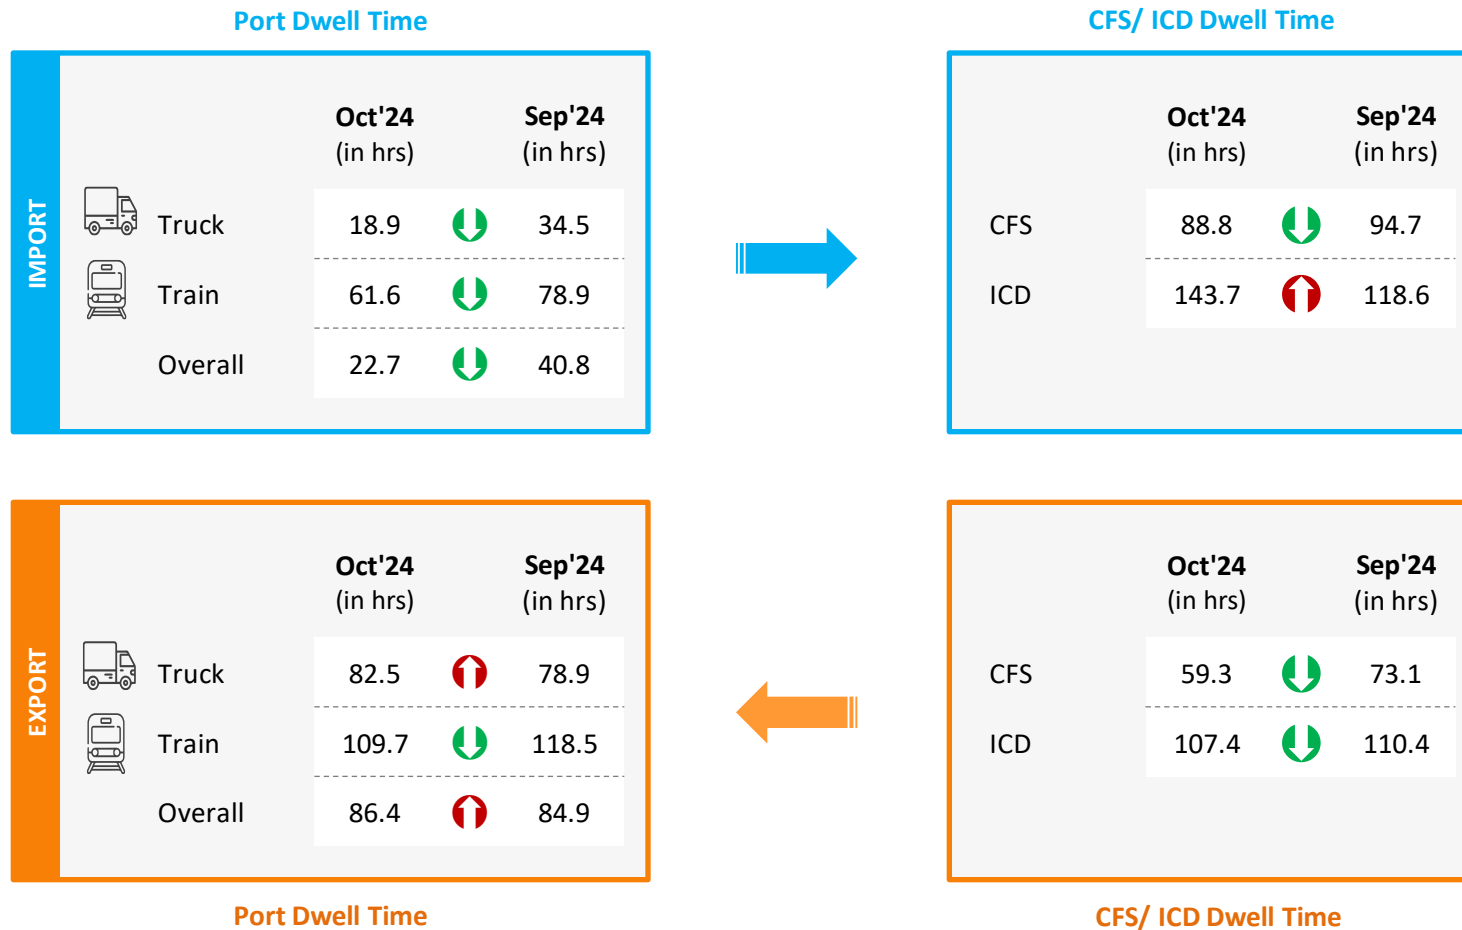 Port Dwell Time
CFS/ ICD Dwell Time
IMPORT
Oct'24 Sep'24
(in hrs) (in hrs)
Truck 18.9 34.5
Train 61.6 78.9
Overall 22.7 40.8
Oct'24 Sep'24
(in hrs) (in hrs)
CFS 88.8 94.7
ICD 143.7 118.6
EXPORT
Oct'24 Sep'24
(in hrs) (in hrs)
Truck 82.5 78.9
Train 109.7 118.5
Overall 86.4 84.9
Oct'24 Sep'24
(in hrs) (in hrs)
CFS 59.3 73.1
ICD 107.4 110.4
Port Dwell Time
CFS/ ICD Dwell Time